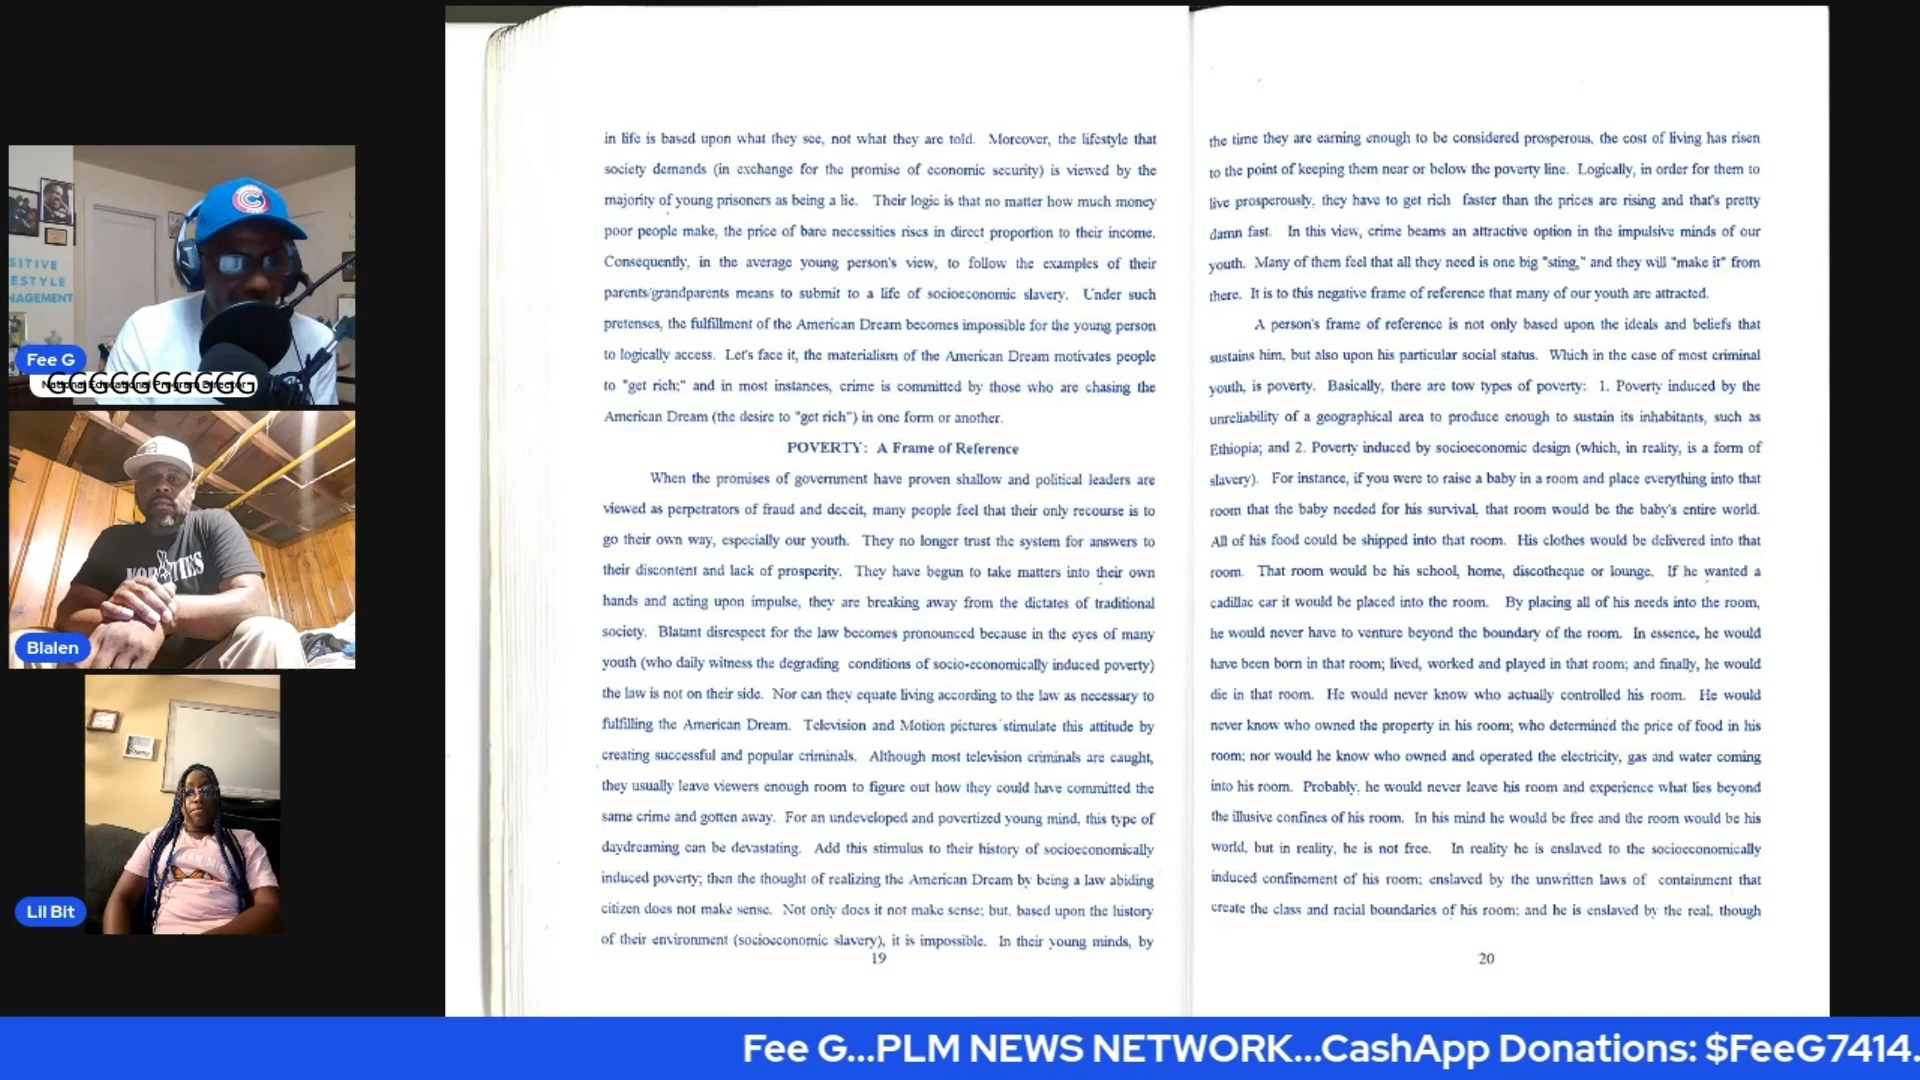 SITIVE
ESTYLE
NAGEMENT
Fee G
National Educational Program Director
GGGGGGGGGG
Blalen
Lil Bit
in life is based upon what they see, not what they are told. Moreover, the lifestyle that
society demands (in exchange for the promise of economic security) is viewed by the
majority of young prisoners as being a lie. Their logic is that no matter how much money
poor people make, the price of bare necessities rises in direct proportion to their income.
Consequently, in the average young person's view, to follow the examples of their
parents/grandparents means to submit to a life of socioeconomic slavery. Under such
pretenses, the fulfillment of the American Dream becomes impossible for the young person
to logically access. Let's face it, the materialism of the American Dream motivates people
to "get rich;" and in most instances, crime is committed by those who are chasing the
American Dream (the desire to "get rich") in one form or another.
POVERTY: A Frame of Reference
When the promises of government have proven shallow and political leaders are
viewed as perpetrators of fraud and deceit, many people feel that their only recourse is to
go their own way, especially our youth. They no longer trust the system for answers to
their discontent and lack of prosperity. They have begun to take matters into their own
hands and acting upon impulse, they are breaking away from the dictates of traditional
society. Blatant disrespect for the law becomes pronounced because in the eyes of many
youth (who daily witness the degrading conditions of socio-economically induced poverty)
the law is not on their side. Nor can they equate living according to the law as necessary to
fulfilling the American Dream. Television and Motion pictures stimulate this attitude by
creating successful and popular criminals. Although most television criminals are caught,
they usually leave viewers enough room to figure out how they could have committed the
same crime and gotten away. For an undeveloped and povertized young mind, this type of
daydreaming can be devastating. Add this stimulus to their history of socioeconomically
induced poverty; then the thought of realizing the American Dream by being a law abiding
citizen does not make sense. Not only does it not make sense; but, based upon the history
of their environment (socioeconomic slavery), it is impossible. In their young minds, by
19
the time they are earning enough to be considered prosperous, the cost of living has risen
to the point of keeping them near or below the poverty line. Logically, in order for them to
live prosperously, they have to get rich faster than the prices are rising and that's pretty
damn fast. In this view, crime beams an attractive option in the impulsive minds of our
youth. Many of them feel that all they need is one big "sting," and they will "make it" from
there. It is to this negative frame of reference that many of our youth are attracted.
A person's frame of reference is not only based upon the ideals and beliefs that
sustains him, but also upon his particular social status. Which in the case of most criminal
youth, is poverty. Basically, there are tow types of poverty: 1. Poverty induced by the
unreliability of a geographical area to produce enough to sustain its inhabitants, such as
Ethiopia; and 2. Poverty induced by socioeconomic design (which, in reality, is a form of
slavery). For instance, if you were to raise a baby in a room and place everything into that
room that the baby needed for his survival, that room would be the baby's entire world.
All of his food could be shipped into that room. His clothes would be delivered into that
room. That room would be his school, home, discotheque or lounge. If he wanted a
cadillac car it would be placed into the room. By placing all of his needs into the room,
he would never have to venture beyond the boundary of the room. In essence, he would
have been born in that room; lived, worked and played in that room; and finally, he would
die in that room. He would never know who actually controlled his room. He would
never know who owned the property in his room; who determined the price of food in his
room; nor would he know who owned and operated the electricity, gas and water coming
into his room. Probably, he would never leave his room and experience what lies beyond
the illusive confines of his room. In his mind he would be free and the room would be his
world, but in reality, he is not free. In reality he is enslaved to the socioeconomically
induced confinement of his room; enslaved by the unwritten laws of containment that
create the class and racial boundaries of his room; and he is enslaved by the real, though
20
Fee G...PLM NEWS NETWORK...CashApp Donations: $FeeG7414.